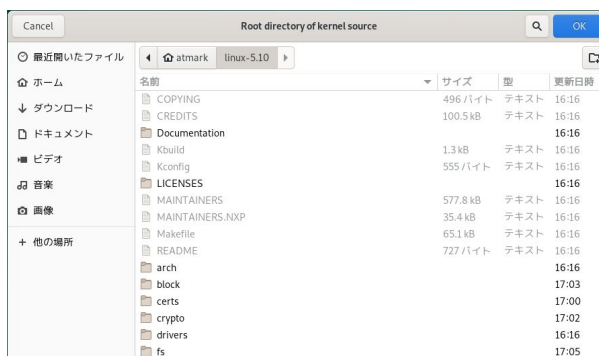 Cancel Root directory of kernel source OK
最近開いたファイル atmark linux-5.10
ホーム 名前 サイズ 型 更新日時
COPYING 496 バイト テキスト 16:16
ダウンロード CREDITS 100.5 kB テキスト 16:16
ドキュメント Documentation 16:16
Kbuild 1.3 kB テキスト 16:16
ビデオ Kconfig 555 バイト テキスト 16:16
音楽 LICENSES 16:16
MAINTAINERS 577.8 kB テキスト 16:16
画像 MAINTAINERS.NXP 35.4 kB テキスト 16:16
Makefile 65.1 kB テキスト 16:16
+ 他の場所 README 727 バイト テキスト 16:16
arch 16:16
block 17:03
certs 17:00
crypto 17:02
drivers 16:16
fs 17:05